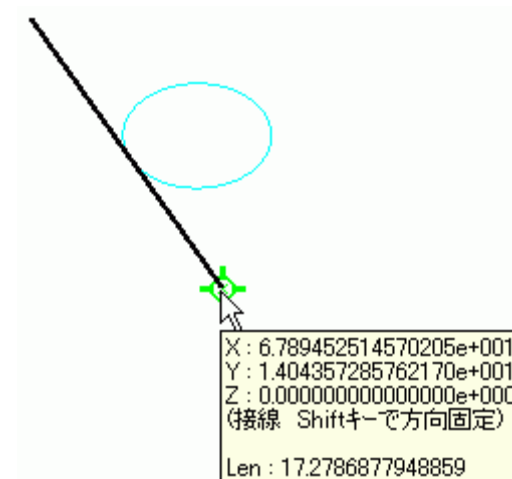 X : 6.789452514570205e+001
Y : 1.404357285762170e+001
Z : 0.000000000000000e+000
(接線 Shiftキーで方向固定)
Len : 17.2786877948859